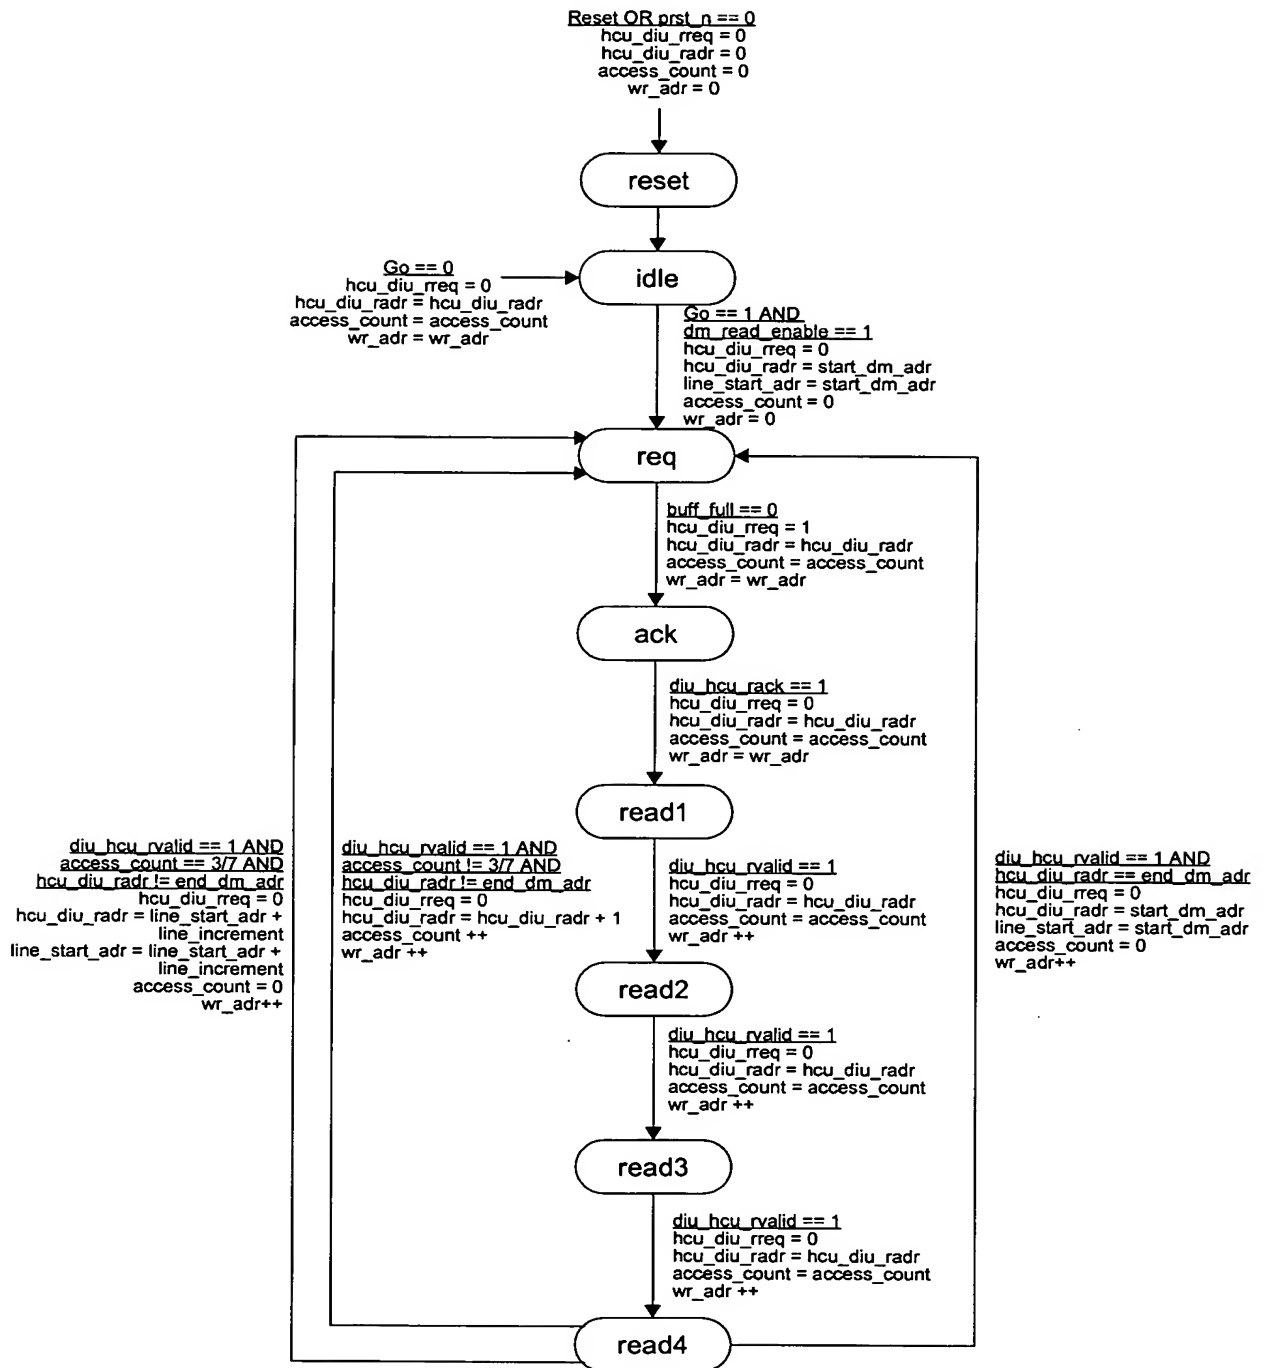 Reset OR prst_n == 0
hcu_diu_rreq = 0
hcu_diu_radr = 0
access_count = 0
wr_adr = 0
reset
idle
Go == 0
hcu_diu_rreq = 0
hcu_diu_radr = hcu_diu_radr
access_count = access_count
wr_adr = wr_adr
Go == 1 AND
dm_read_enable == 1
hcu_diu_rreq = 0
hcu_diu_radr = start_dm_adr
line_start_adr = start_dm_adr
access_count = 0
wr_adr = 0
req
buff_full == 0
hcu_diu_rreq = 1
hcu_diu_radr = hcu_diu_radr
access_count = access_count
wr_adr = wr_adr
ack
diu_hcu_rack == 1
hcu_diu_rreq = 0
hcu_diu_radr = hcu_diu_radr
access_count = access_count
wr_adr = wr_adr
read1
diu_hcu_rvalid == 1 AND
access_count == 3/7 AND
hcu_diu_radr != end_dm_adr
hcu_diu_rreq = 0
hcu_diu_radr = line_start_adr +
line_increment
line_start_adr = line_start_adr +
line_increment
access_count = 0
wr_adr++
diu_hcu_rvalid == 1 AND
access_count != 3/7 AND
hcu_diu_radr != end_dm_adr
hcu_diu_rreq = 0
hcu_diu_radr = hcu_diu_radr + 1
access_count ++
wr_adr ++
diu_hcu_rvalid == 1
hcu_diu_rreq = 0
hcu_diu_radr = hcu_diu_radr
access_count = access_count
wr_adr ++
diu_hcu_rvalid == 1 AND
hcu_diu_radr == end_dm_adr
hcu_diu_rreq = 0
hcu_diu_radr = start_dm_adr
line_start_adr = start_dm_adr
access_count = 0
wr_adr++
read2
diu_hcu_rvalid == 1
hcu_diu_rreq = 0
hcu_diu_radr = hcu_diu_radr
access_count = access_count
wr_adr ++
read3
diu_hcu_rvalid == 1
hcu_diu_rreq = 0
hcu_diu_radr = hcu_diu_radr
access_count = access_count
wr_adr ++
read4